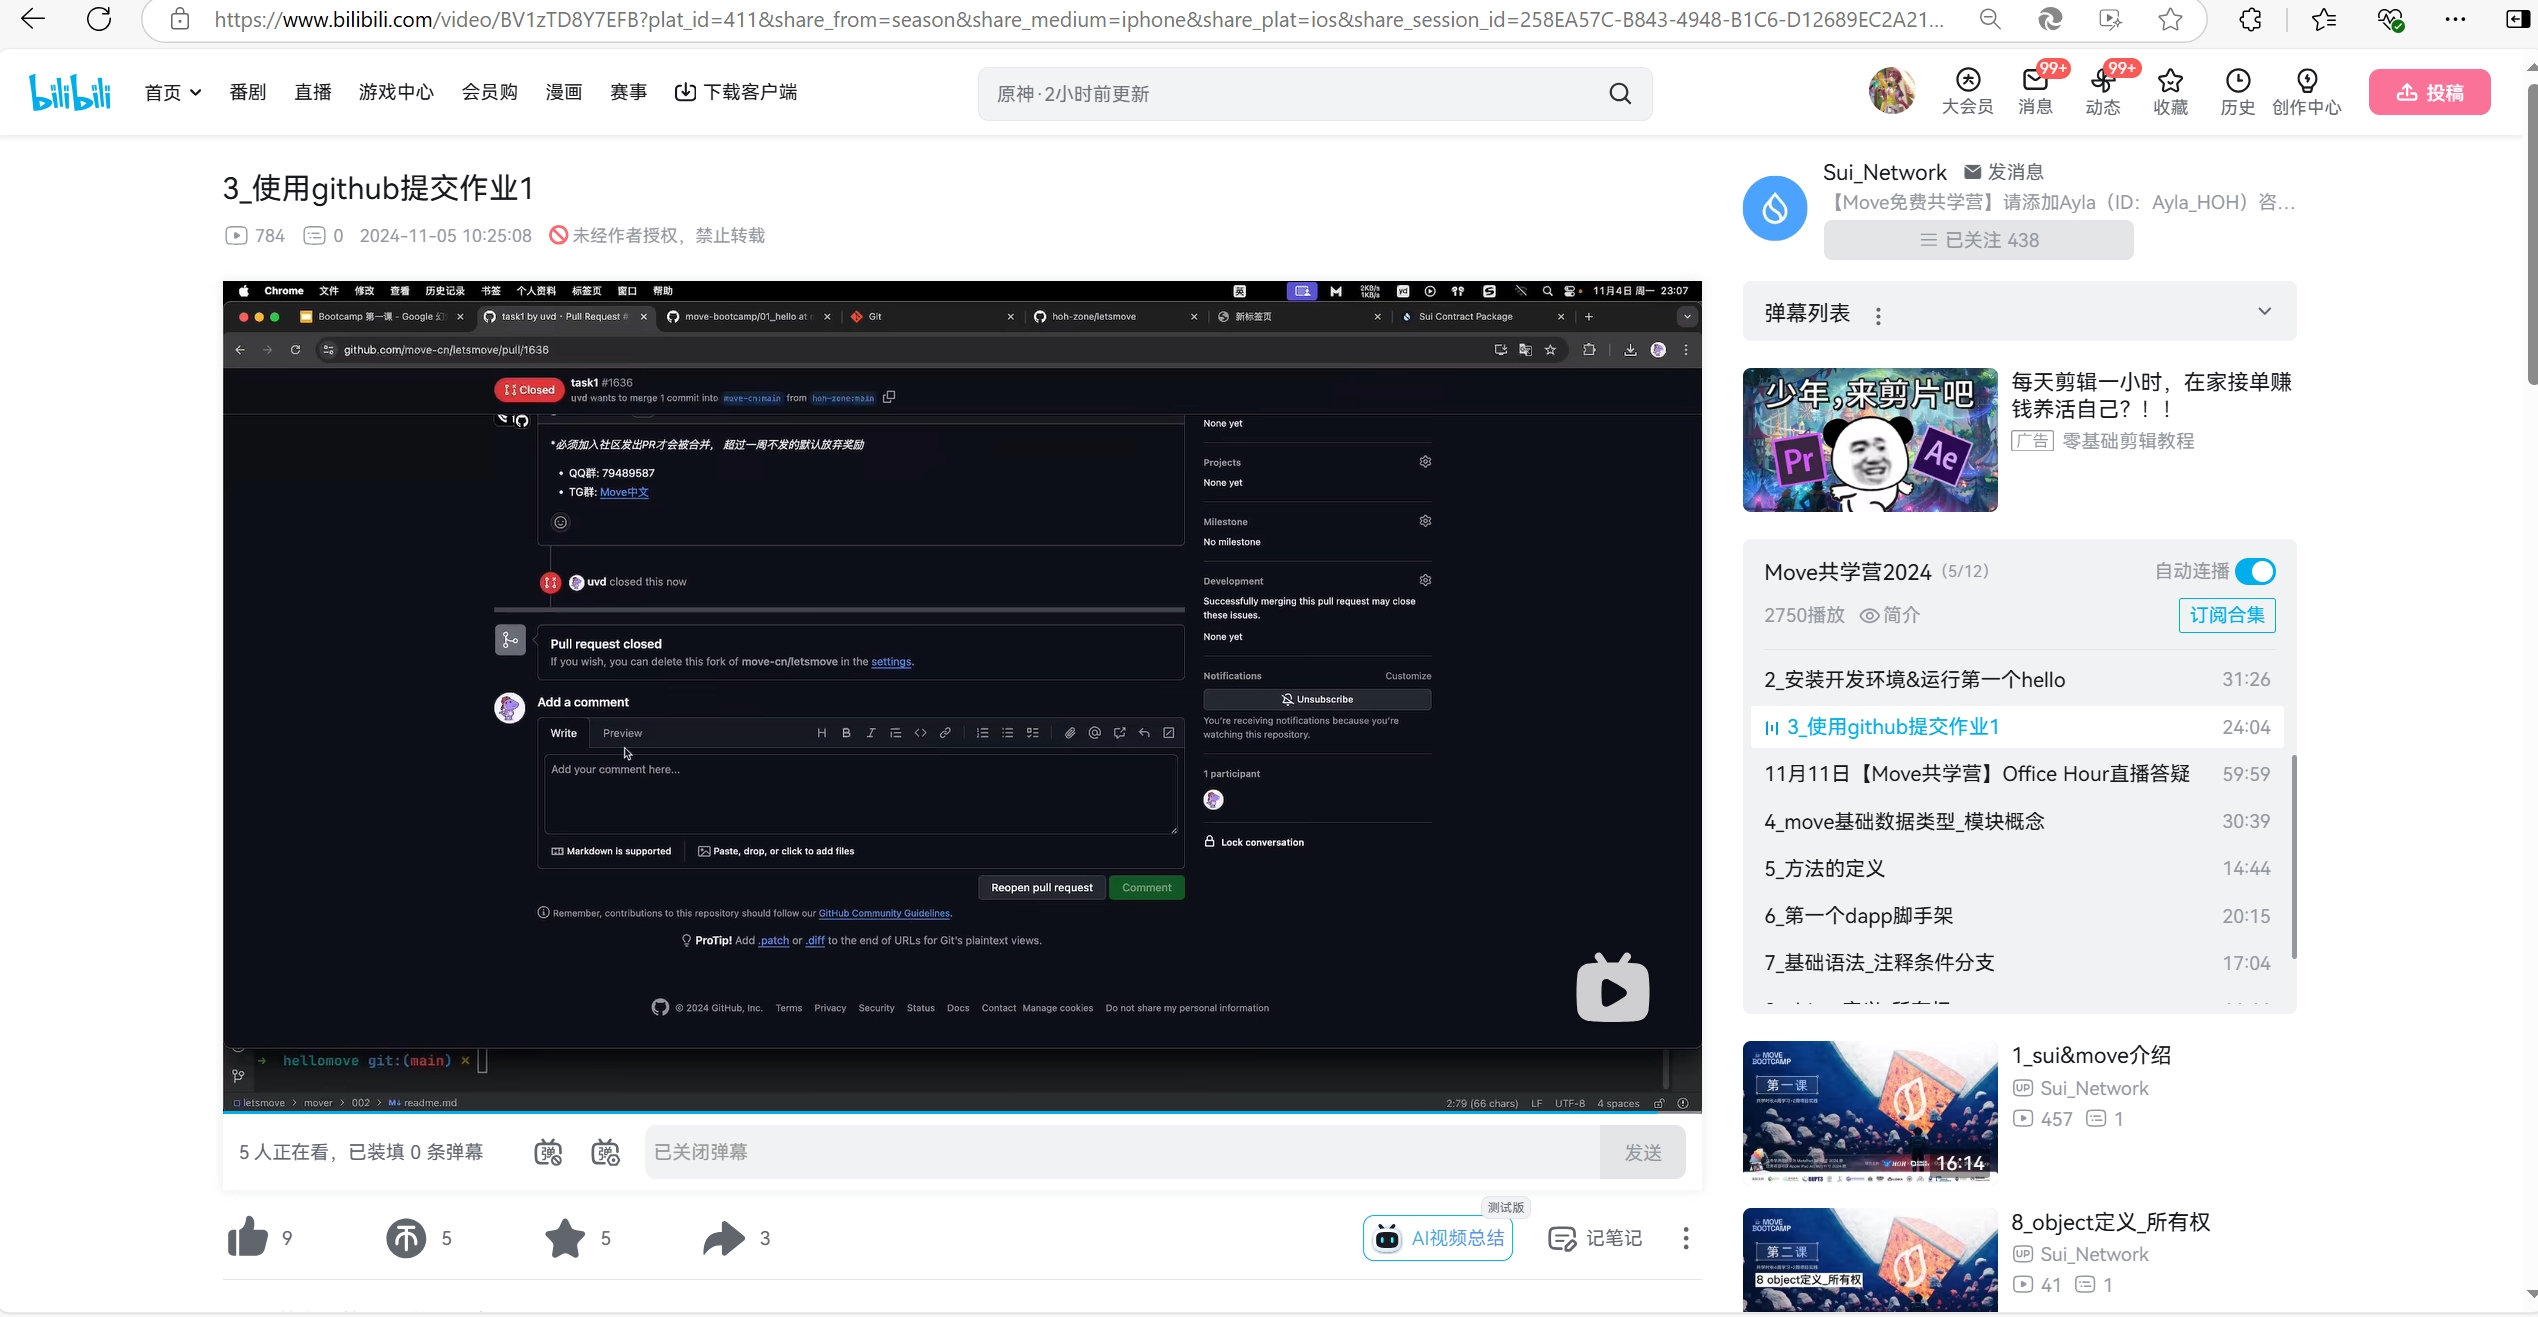 https://www.bilibili.com/video/BV1zTD8Y7EFB?plat_id=411&share_from=season&share_medium=iphone&share_plat=ios&share_session_id=258EA57C-B843-4948-B1C6-D12689EC2A21...
bilibili 首页 番剧 直播 游戏中心 会员购 漫画 赛事 下载客户端
原神·2小时前更新
大会员 消息 99+ 动态 99+ 收藏 历史 创作中心 投稿
3_使用github提交作业1
784 0 2024-11-05 10:25:08 未经作者授权，禁止转载
Chrome 文件 修改 查看 历史记录 书签 个人资料 标签页 窗口 帮助
英 2KB/s 1KB/s 11月4日 周一 23:07
Bootcamp 第一课 - Google 幻 task1 by uvd · Pull Request # move-bootcamp/01_hello at Git hoh-zone/letsmove 新标签页 Sui Contract Package
github.com/move-cn/letsmove/pull/1636
Closed task1 #1636
uvd wants to merge 1 commit into move-cn:main from hoh-zone:main
*必须加入社区发出PR才会被合并， 超过一周不发的默认放弃奖励
QQ群: 79489587
TG群: Move中文
uvd closed this now
Pull request closed
If you wish, you can delete this fork of move-cn/letsmove in the settings.
Add a comment
Write Preview
Add your comment here...
Markdown is supported Paste, drop, or click to add files
Reopen pull request Comment
Remember, contributions to this repository should follow our GitHub Community Guidelines.
ProTip! Add .patch or .diff to the end of URLs for Git's plaintext views.
© 2024 GitHub, Inc. Terms Privacy Security Status Docs Contact Manage cookies Do not share my personal information
None yet
Projects
None yet
Milestone
No milestone
Development
Successfully merging this pull request may close
these issues.
None yet
Notifications Customize
Unsubscribe
You're receiving notifications because you're
watching this repository.
1 participant
Lock conversation
→ hellomove git:(main) ×
letsmove > mover > 002 > readme.md
2:79 (66 chars) LF UTF-8 4 spaces
5 人正在看，已装填 0 条弹幕 已关闭弹幕 发送
9 5 5 3
测试版
AI视频总结 记笔记
Sui_Network 发消息
【Move免费共学营】请添加Ayla（ID：Ayla_HOH）咨...
已关注 438
弹幕列表
少年,来剪片吧
Pr Ae
每天剪辑一小时，在家接单赚
钱养活自己？！！
广告 零基础剪辑教程
Move共学营2024 (5/12) 自动连播
2750播放 简介 订阅合集
2_安装开发环境&运行第一个hello 31:26
3_使用github提交作业1 24:04
11月11日【Move共学营】Office Hour直播答疑 59:59
4_move基础数据类型_模块概念 30:39
5_方法的定义 14:44
6_第一个dapp脚手架 20:15
7_基础语法_注释条件分支 17:04
MOVE
BOOTCAMP
第一课
16:14
1_sui&move介绍
UP Sui_Network
457 1
MOVE
BOOTCAMP
第二课
8 object定义_所有权
8_object定义_所有权
UP Sui_Network
41 1